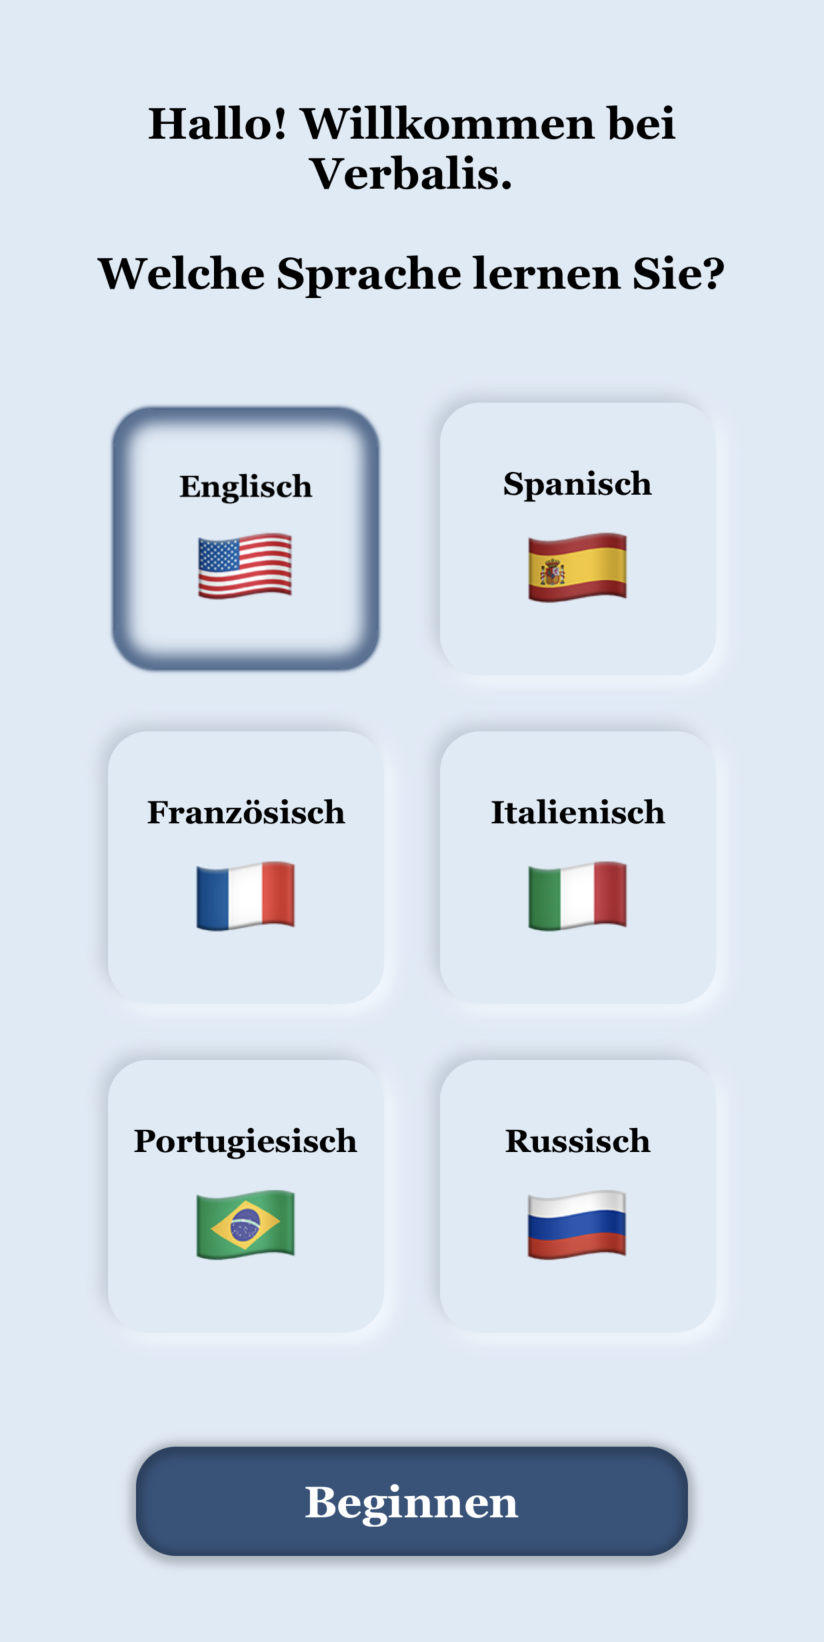 Hallo! Willkommen bei
Verbalis.
Welche Sprache lernen Sie?
Englisch
Spanisch
Französisch
Italienisch
Portugiesisch
Russisch
Beginnen